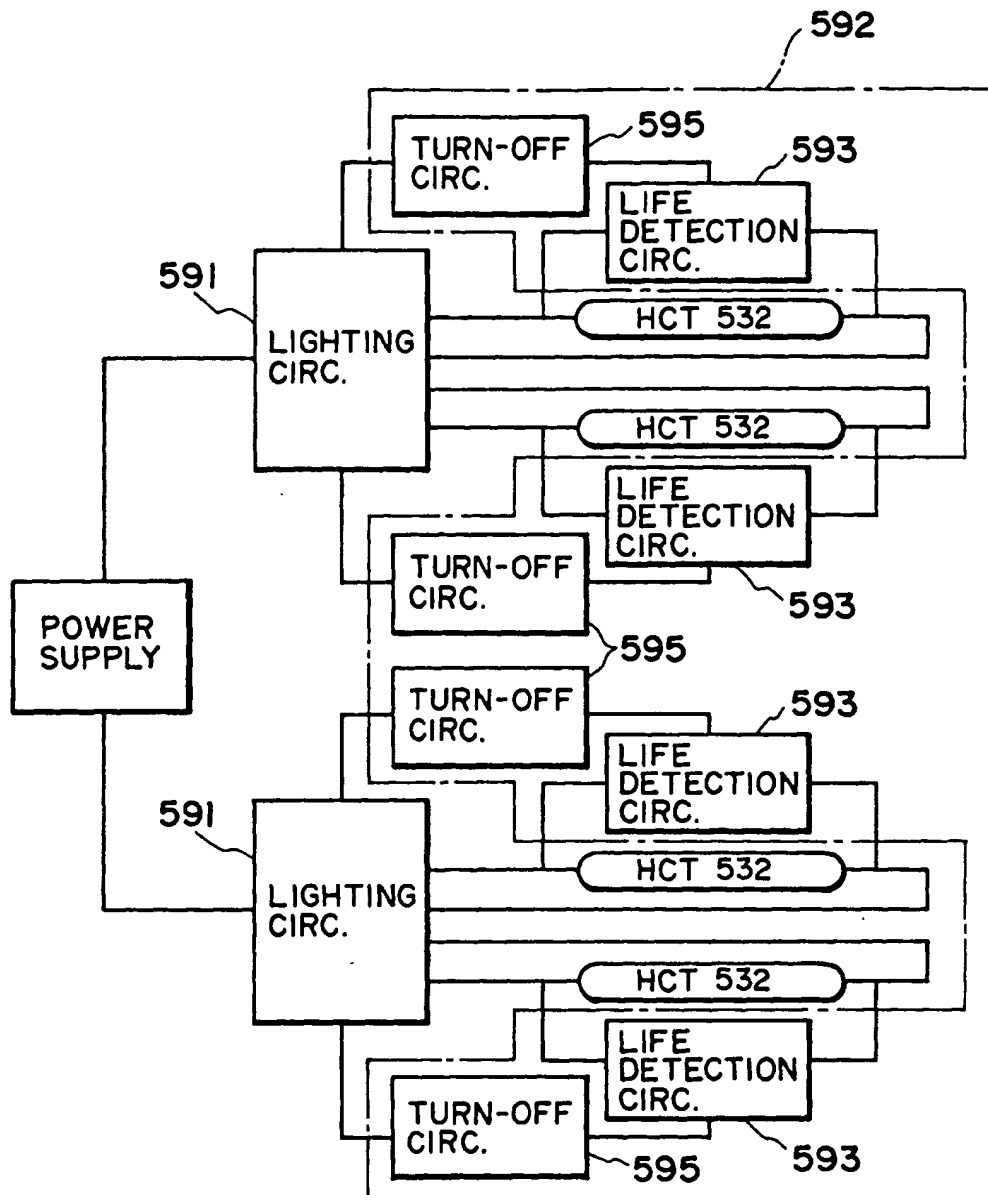 592
TURN-OFF
CIRC.
595
593
LIFE
DETECTION
CIRC.
591
LIGHTING
CIRC.
HCT 532
HCT 532
LIFE
DETECTION
CIRC.
TURN-OFF
CIRC.
593
POWER
SUPPLY
595
TURN-OFF
CIRC.
593
LIFE
DETECTION
CIRC.
591
LIGHTING
CIRC.
HCT 532
HCT 532
LIFE
DETECTION
CIRC.
TURN-OFF
CIRC.
593
595